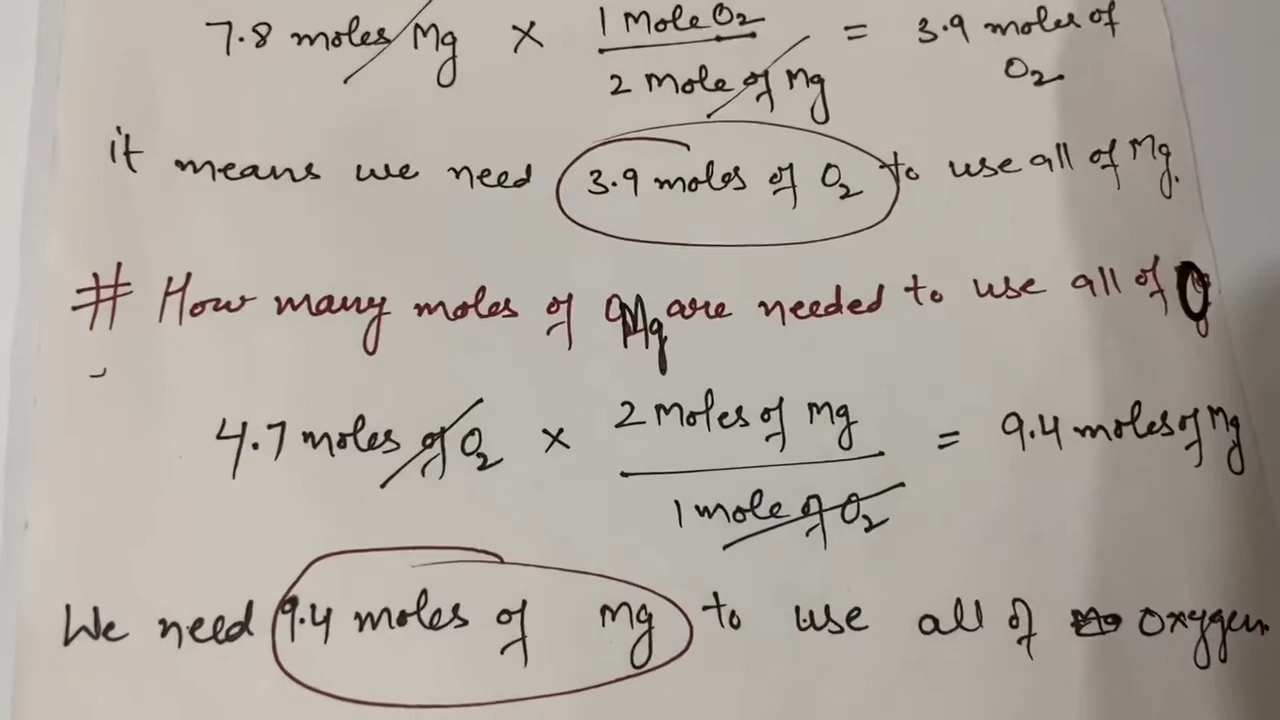 7.8 moles Mg × 1 Mole O2 / 2 Mole of Mg = 3.9 moles of O2
it means we need 3.9 moles of O2 to use all of Mg.
# How many moles of Mg are needed to use all of O
4.7 moles of O2 × 2 Moles of Mg / 1 mole of O2 = 9.4 moles of Mg
We need 9.4 moles of Mg to use all of oxygen